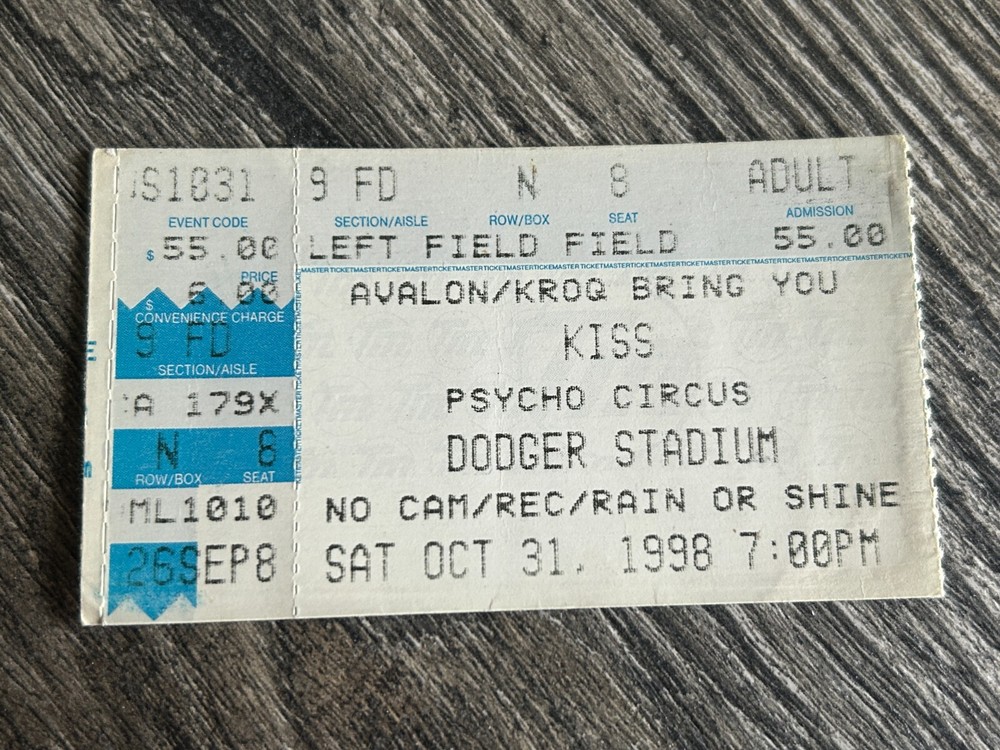 S1031 9 FD N 8 ADULT
EVENT CODE SECTION/AISLE ROW/BOX SEAT ADMISSION
$ 55.00 LEFT FIELD FIELD 55.00
PRICE
MASTERTICKETMASTERTICKETMASTERTICKETMASTERTICKETMASTERTICKETMASTERTICKETMASTERTICKETMASTERTICKETMASTERTICKET
$ 6.00 AVALON/KROQ BRING YOU
CONVENIENCE CHARGE
9 FD KISS
SECTION/AISLE
A 179X PSYCHO CIRCUS
N 8 DODGER STADIUM
ROW/BOX SEAT
ML1010 NO CAM/REC/RAIN OR SHINE
26SEP8 SAT OCT 31, 1998 7:00PM